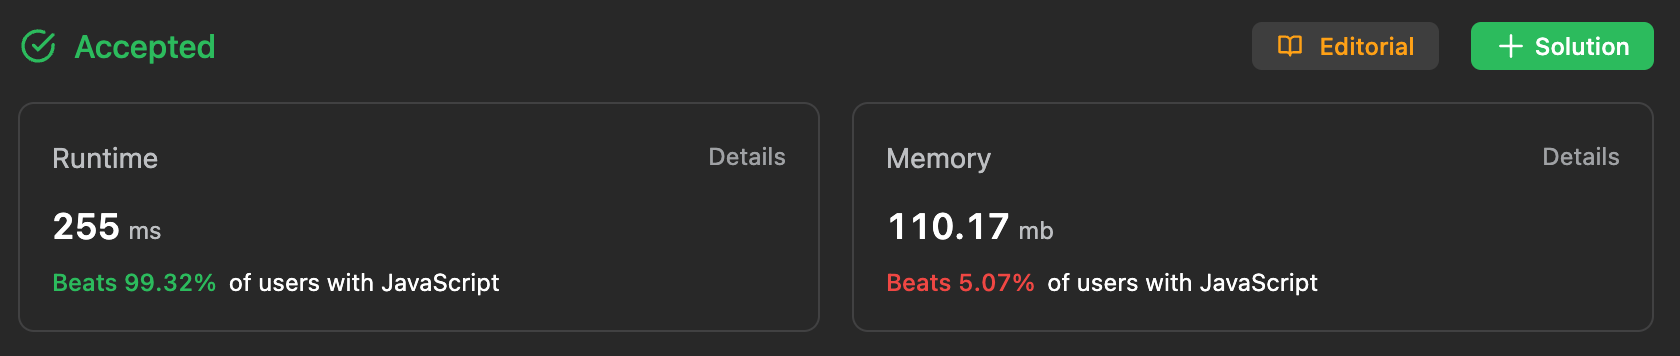 Accepted
Editorial
Solution
Runtime
Details
255 ms
Beats 99.32% of users with JavaScript
Memory
Details
110.17 mb
Beats 5.07% of users with JavaScript